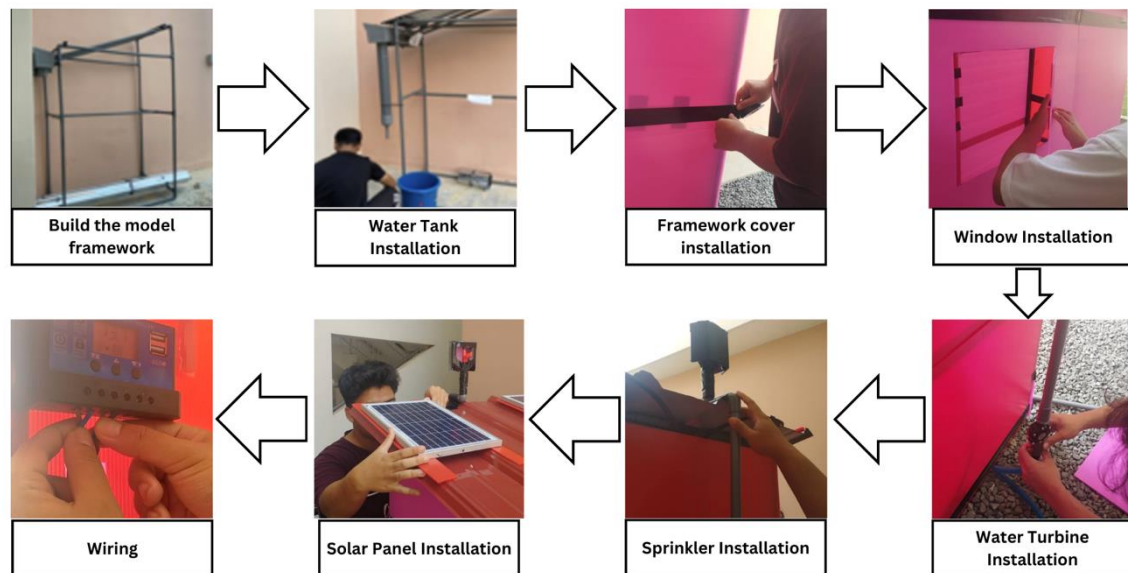 Build the model
framework
Water Tank
Installation
Framework cover
installation
Window Installation
Water Turbine
Installation
Sprinkler Installation
Solar Panel Installation
Wiring